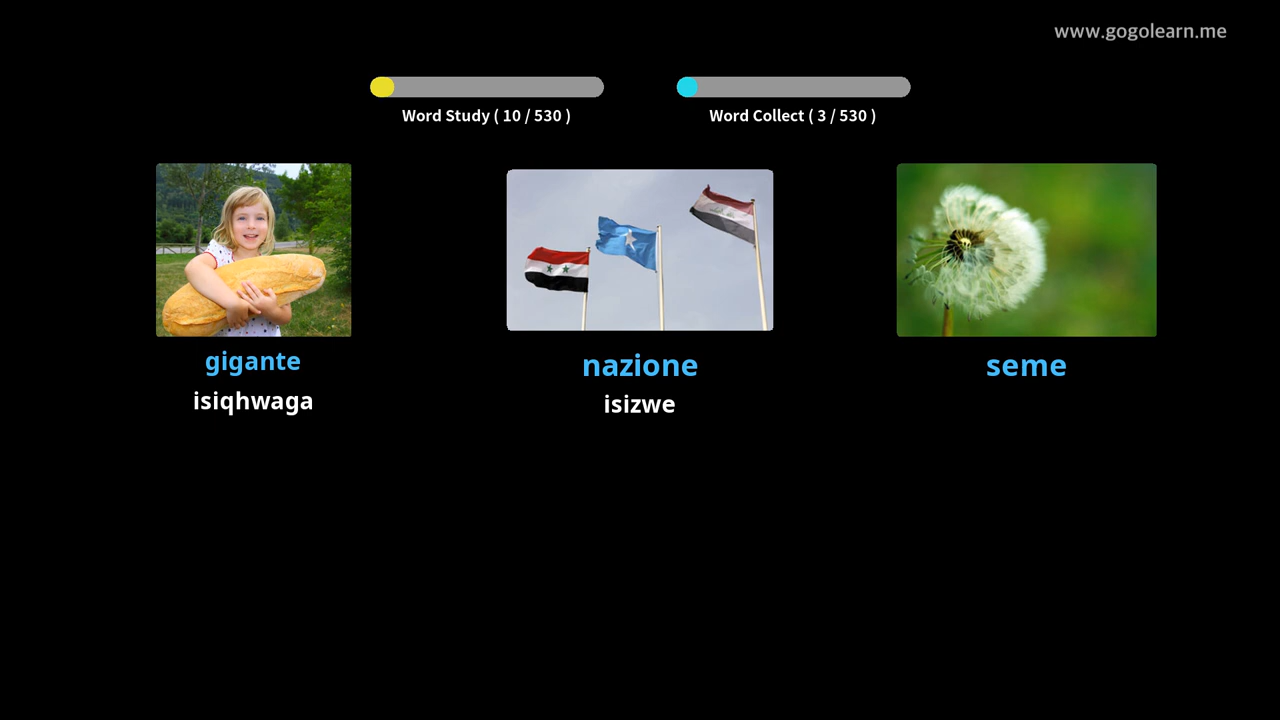 www.gogolearn.me
Word Study ( 10 / 530 )
Word Collect ( 3 / 530 )
gigante
isiqhwaga
nazione
isizwe
seme